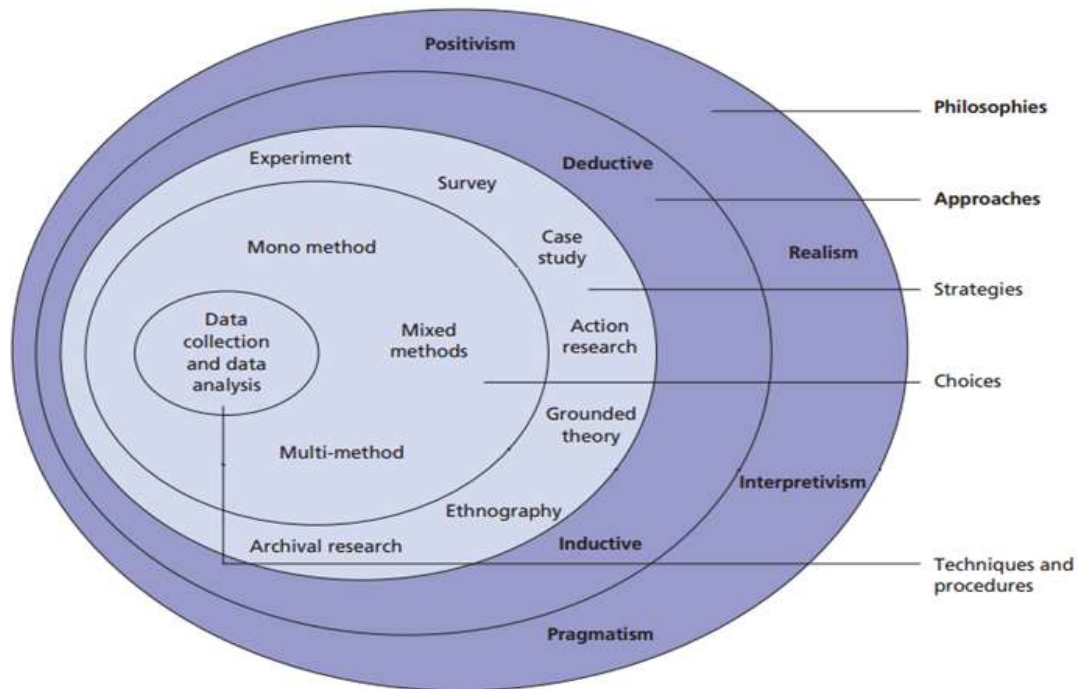 Positivism
Philosophies
Experiment
Deductive
Survey
Approaches
Mono method
Case
study
Realism
Strategies
Data
collection
and data
analysis
Mixed
methods
Action
research
Choices
Grounded
theory
Multi-method
Interpretivism
Ethnography
Archival research
Inductive
Techniques and
procedures
Pragmatism